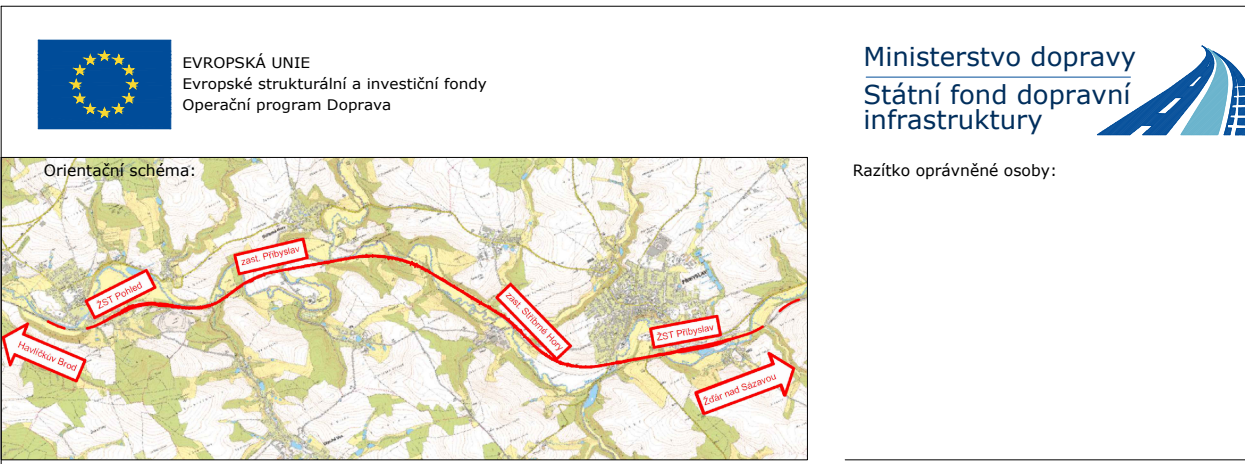 EVROPSKÁ UNIE
Evropské strukturální a investiční fondy
Operační program Doprava
Ministerstvo dopravy
Státní fond dopravní
infrastruktury
Orientační schéma:
Razítko oprávněné osoby:
zast. Přibyslav
ŽST Pohled
zast. Stříbrné Hory
ŽST Přibyslav
Havlíčkův Brod
Žďár nad Sázavou
PŘIBYSLAV